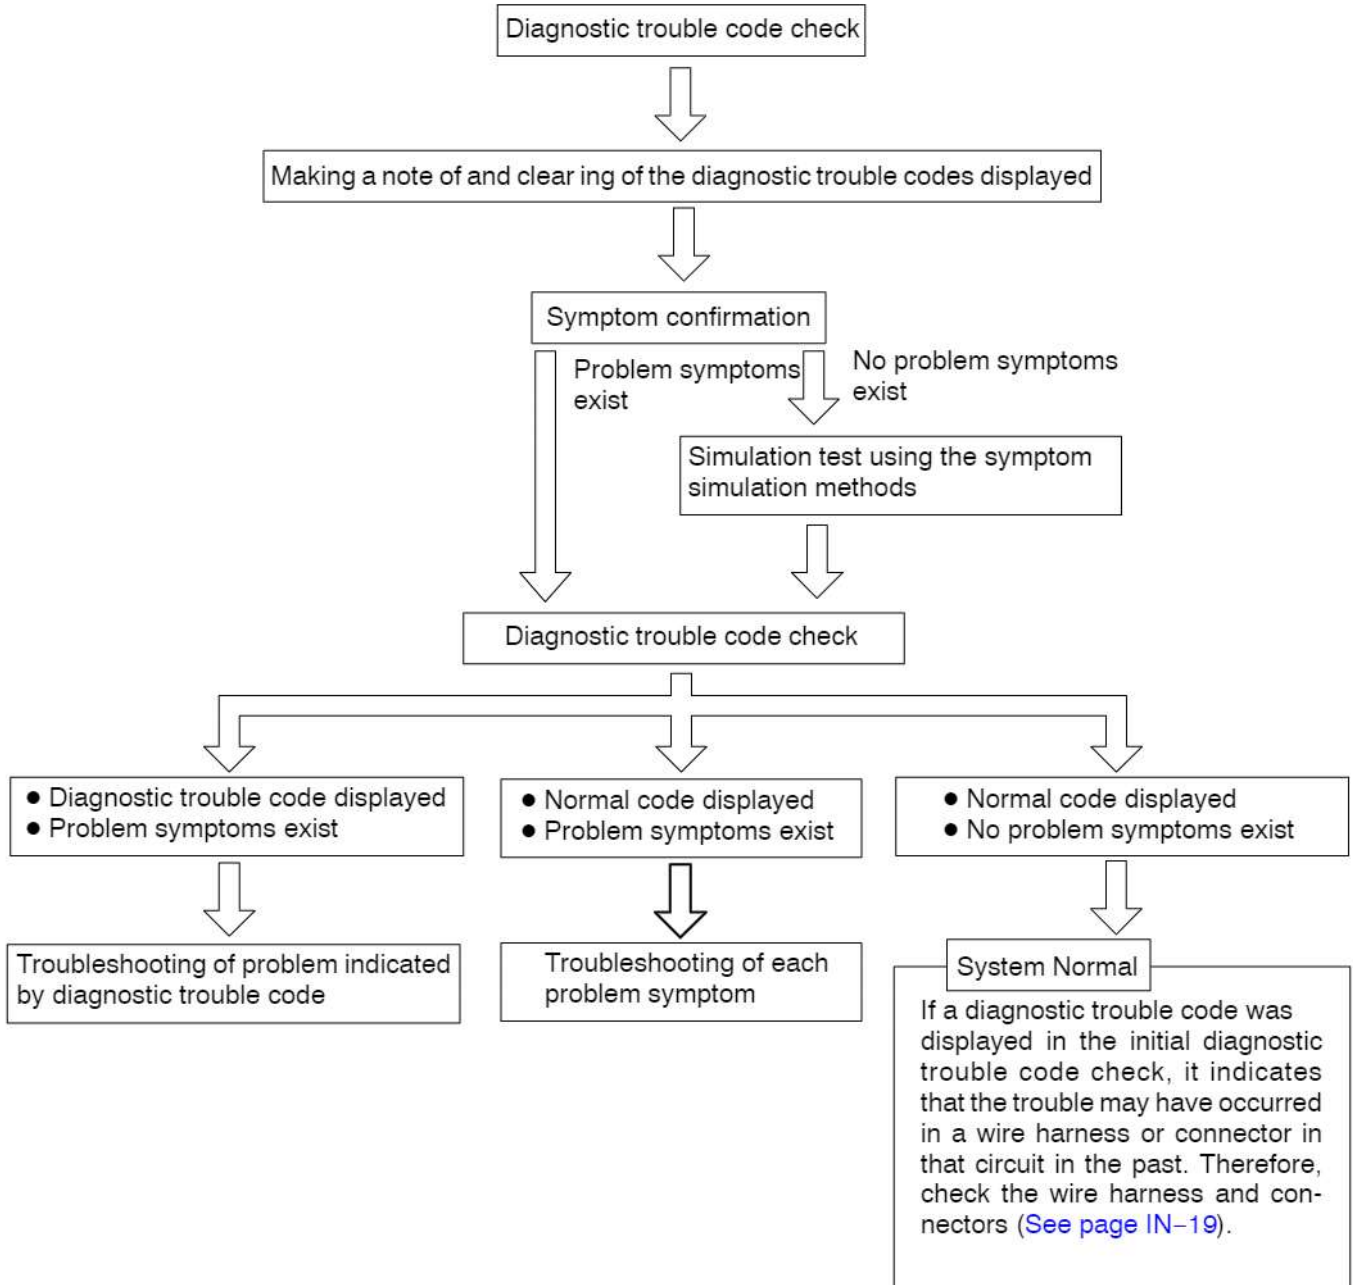 Diagnostic trouble code check
Making a note of and clear ing of the diagnostic trouble codes displayed
Symptom confirmation
Problem symptoms
exist
No problem symptoms
exist
Simulation test using the symptom
simulation methods
Diagnostic trouble code check
● Diagnostic trouble code displayed
● Problem symptoms exist
● Normal code displayed
● Problem symptoms exist
● Normal code displayed
● No problem symptoms exist
Troubleshooting of problem indicated
by diagnostic trouble code
Troubleshooting of each
problem symptom
System Normal
If a diagnostic trouble code was
displayed in the initial diagnostic
trouble code check, it indicates
that the trouble may have occurred
in a wire harness or connector in
that circuit in the past. Therefore,
check the wire harness and con-
nectors (See page IN–19).